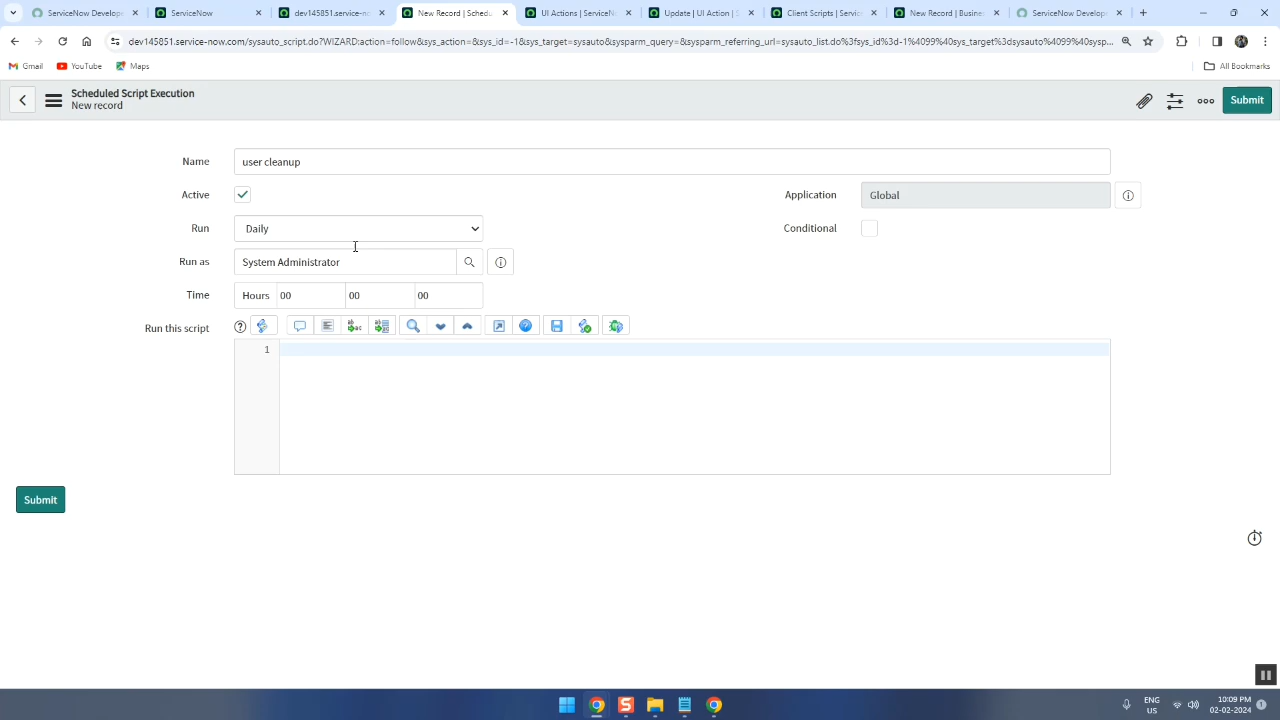 ServiceNow Develop
ServiceNow
dev145851.service-no
New Record | Schedu
UI Actions | ServiceN
Update | UI Action | S
Client Scripts | ServiceN
New Record | Busine
ServiceNow Develop
dev145851.service-now.com/sysauto_script.do?WIZARD:action=follow&sys_action=&sys_id=-1&sys_target=sysauto&sysparm_query=&sysparm_referring_url=sysauto_list.do%3fsys_id%3d-1%4099%40sys_target%3dsysauto%4099%40sysp...
Gmail
YouTube
Maps
All Bookmarks
Scheduled Script Execution
New record
Submit
Name
user cleanup
Active
Application
Global
Run
Daily
Conditional
Run as
System Administrator
Time
Hours
00
00
00
Run this script
1
Submit
ENG
US
10:09 PM
02-02-2024